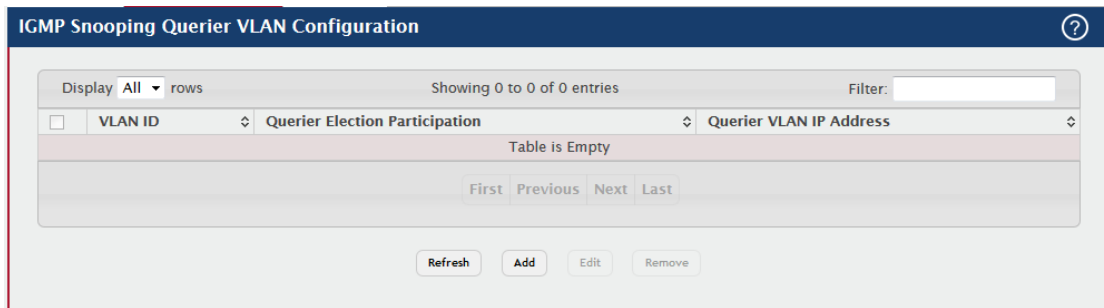 IGMP Snooping Querier VLAN Configuration ?
Display All rows Showing 0 to 0 of 0 entries Filter:
VLAN ID Querier Election Participation Querier VLAN IP Address
Table is Empty
First Previous Next Last
Refresh Add Edit Remove